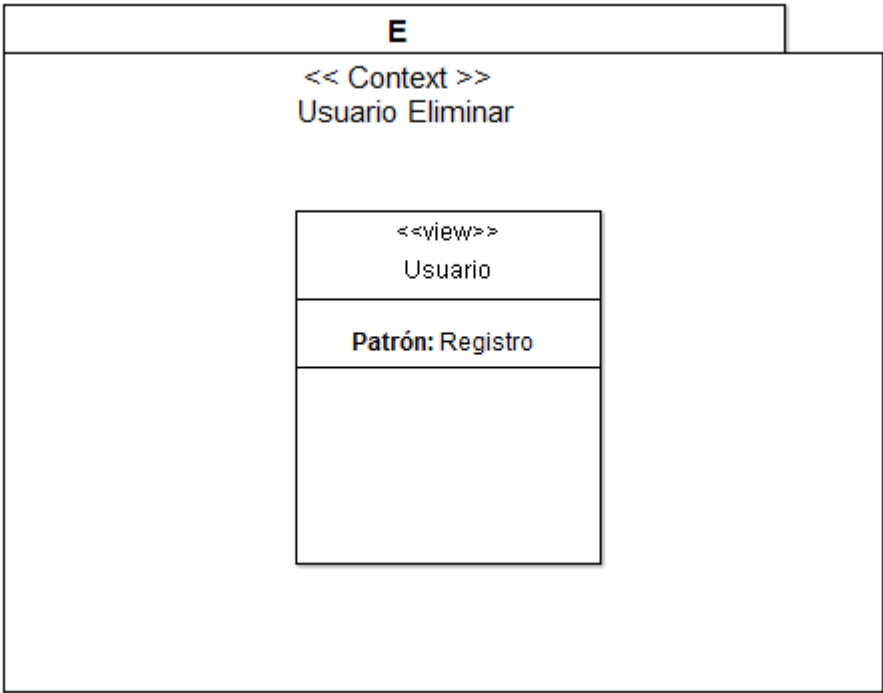 E
<< Context >>
Usuario Eliminar
<<view>>
Usuario
Patrón: Registro